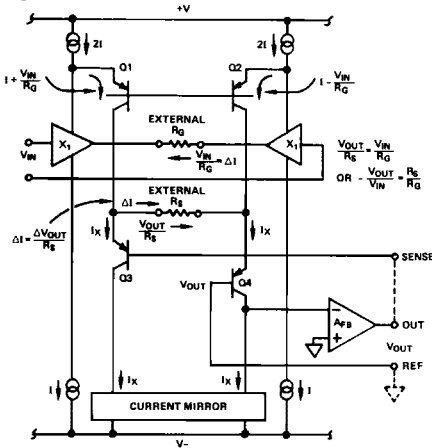 +V
2I
2I
Q1
Q2
I + VIN/RG
I - VIN/RG
EXTERNAL
RG
X1
X1
VIN
VIN/RG = ΔI
VOUT/RS = VIN/RG
OR - VOUT/VIN = RS/RG
EXTERNAL
RS
ΔI
VOUT/RS
ΔI = ΔVOUT/RS
IX
IX
Q3
Q4
VOUT
SENSE
-
+
AFB
OUT
VOUT
REF
I
IX
IX
I
CURRENT MIRROR
V-